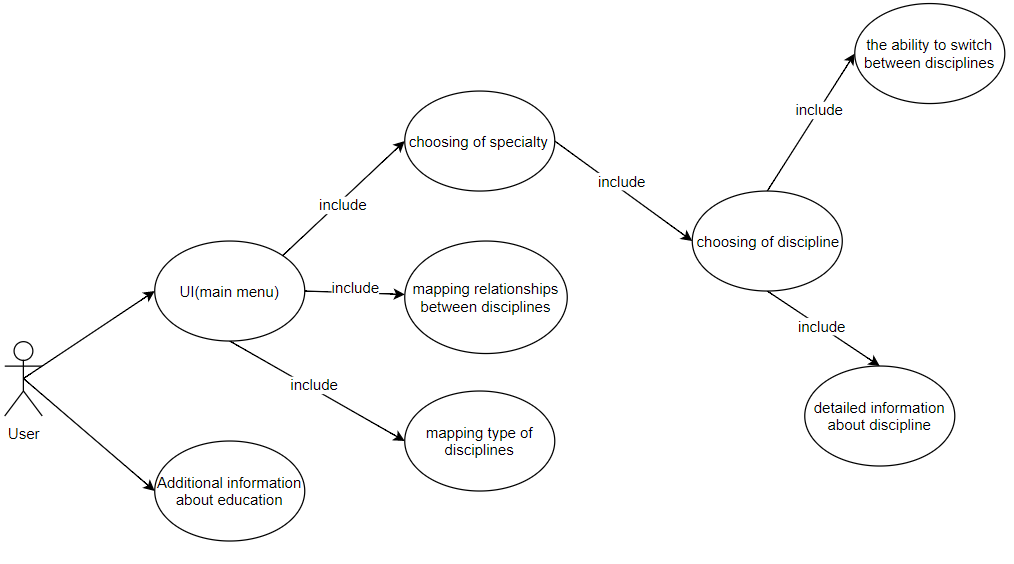 the ability to switch
between disciplines
include
choosing of specialty
include
include
choosing of discipline
UI(main menu)
include
mapping relationships
between disciplines
include
include
detailed information
about discipline
mapping type of
disciplines
User
Additional information
about education